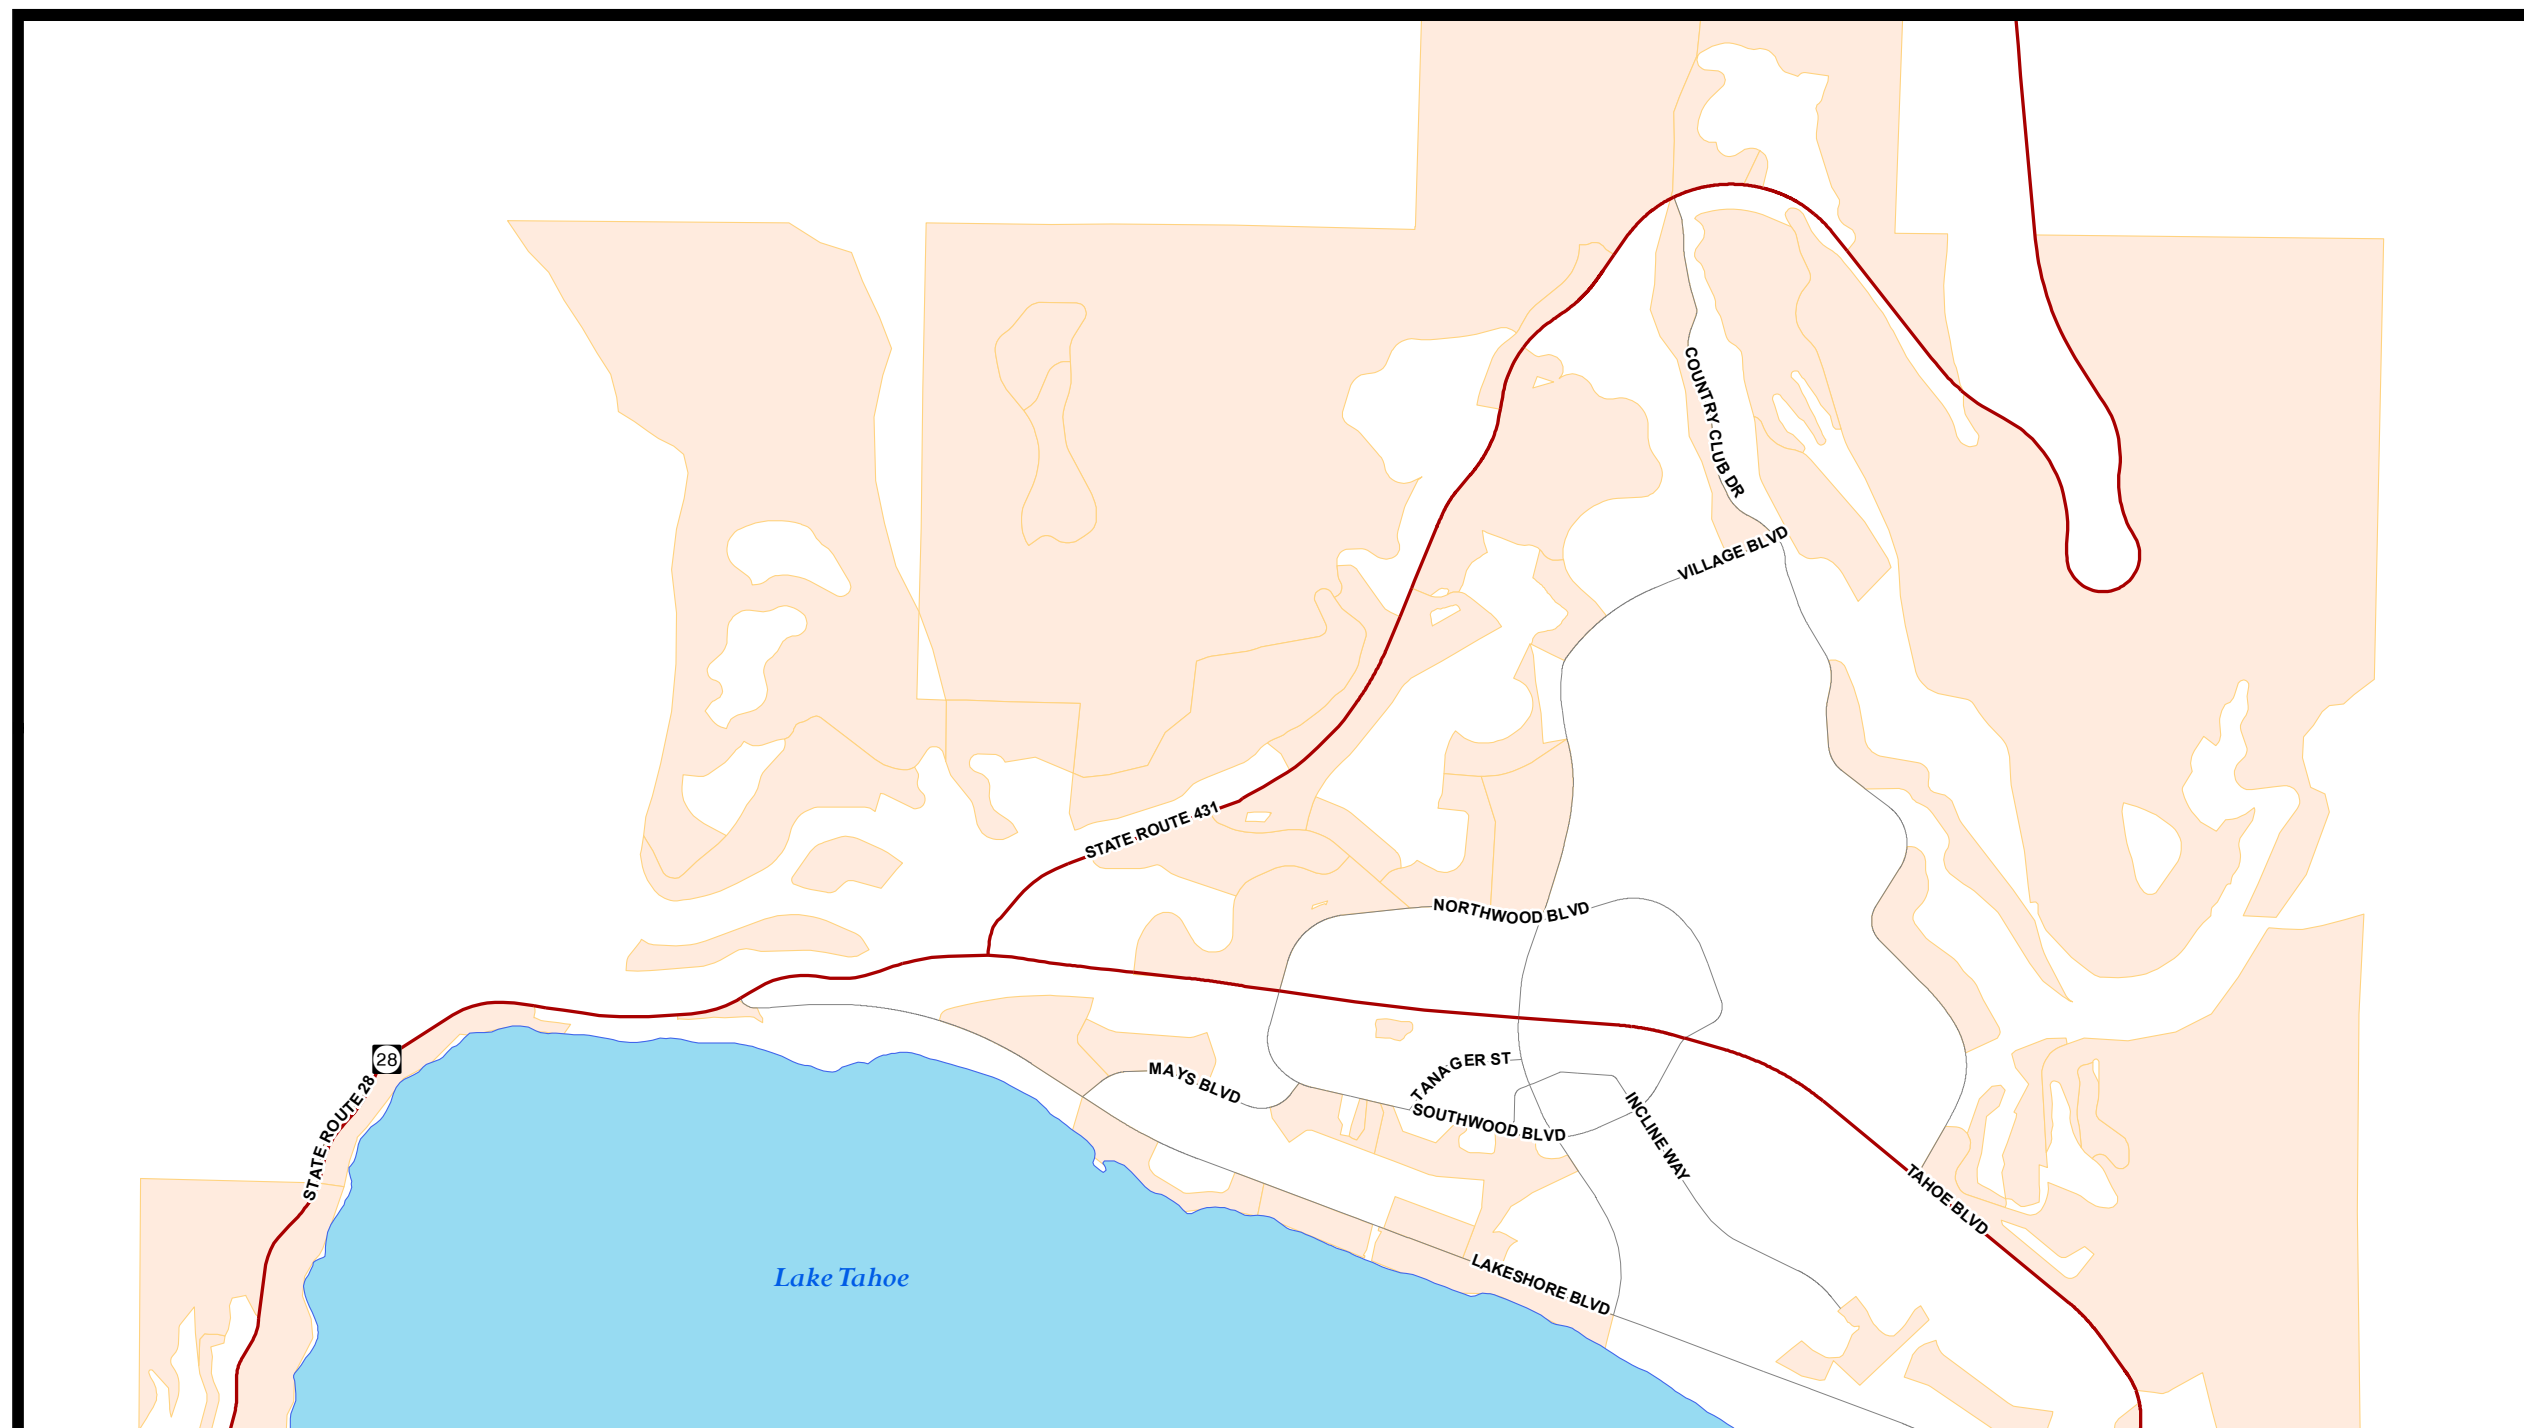 COUNTRY CLUB DR
VILLAGE BLVD
STATE ROUTE 431
NORTHWOOD BLVD
28
STATE ROUTE 28
MAYS BLVD
TANAGER ST
SOUTHWOOD BLVD
INCLINE WAY
TAHOE BLVD
Lake Tahoe
LAKESHORE BLVD